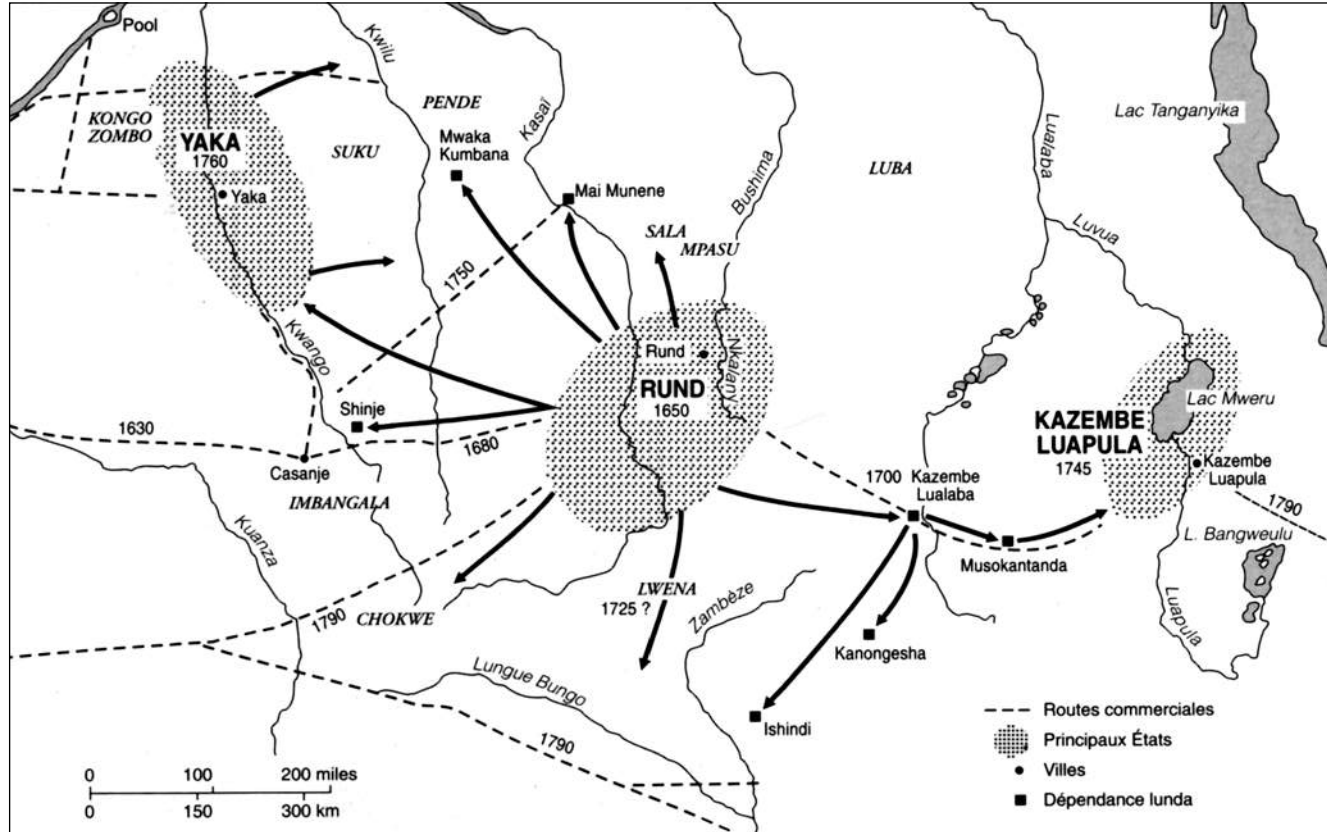 Pool
Kwilu
KONGO
ZOMBO
YAKA
1760
Yaka
SUKU
PENDE
Mwaka
Kumbana
Kasaï
Mai Munene
SALA
MPASU
Bushima
LUBA
Lualaba
Lac Tanganyika
Luvua
1750
Kwango
Rund
RUND
1650
Nkalany
Lac Mweru
KAZEMBE
LUAPULA
1745
Kazembe
Luapula
1790
Shinje
1630
1680
Casanje
IMBANGALA
Kuanza
1700
Kazembe
Lualaba
Musokantanda
L. Bangweulu
Luapula
1790
CHOKWE
LWENA
1725 ?
Zambèze
Kanongesha
Lungue Bungo
Ishindi
1790
0 100 200 miles
0 150 300 km
Routes commerciales
Principaux États
Villes
Dépendance lunda